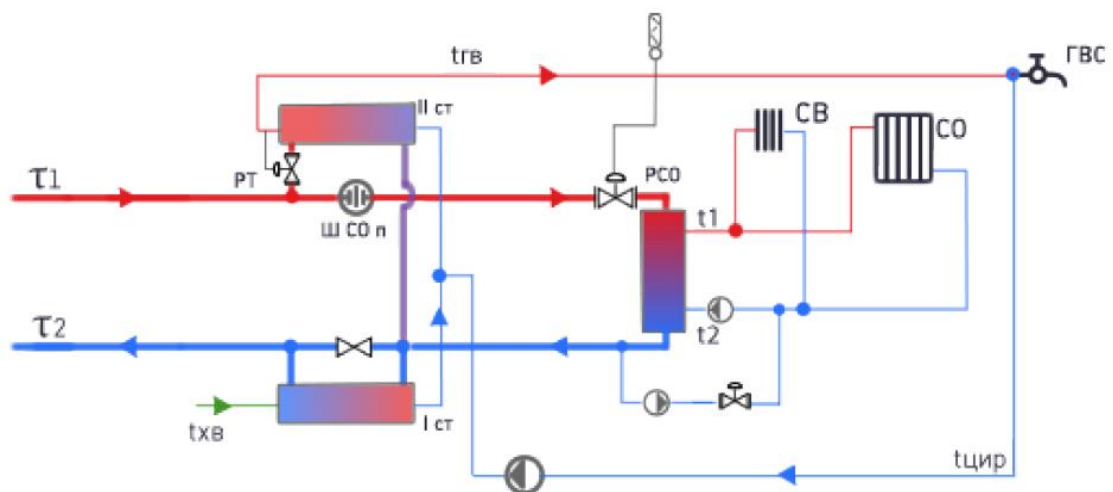 tгв
ГВС
II ст
СВ
СО
τ1
РТ
РСО
Ш СО п
t1
τ2
t2
I ст
tхв
tцир